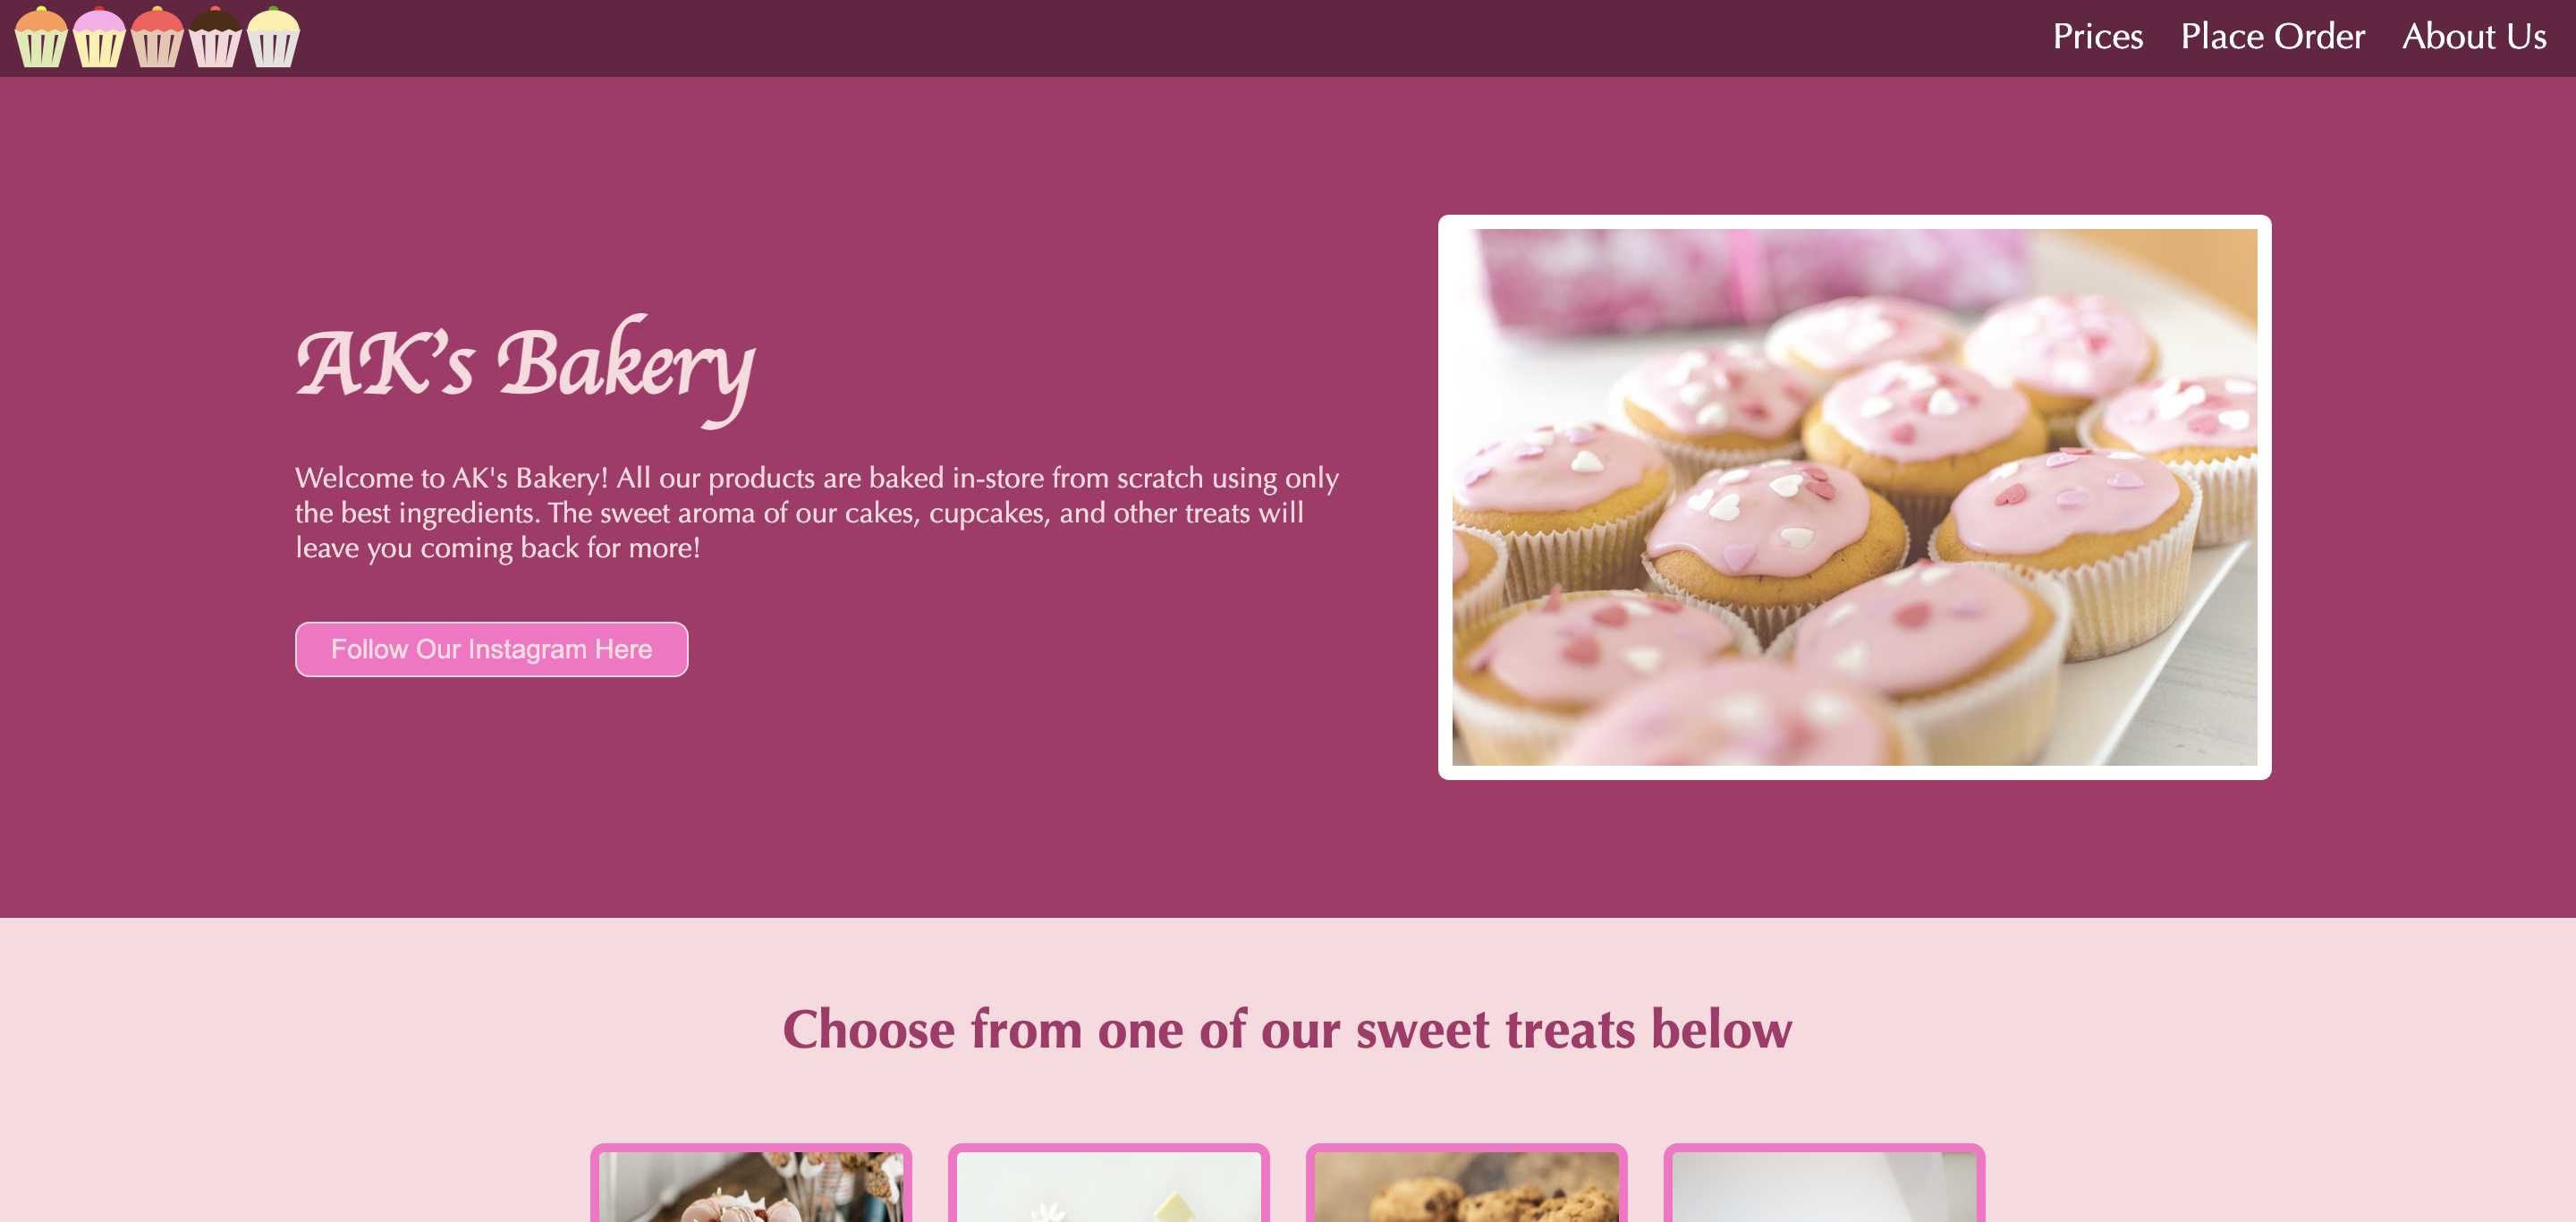 Prices Place Order About Us
AK’s Bakery
Welcome to AK's Bakery! All our products are baked in-store from scratch using only
the best ingredients. The sweet aroma of our cakes, cupcakes, and other treats will
leave you coming back for more!
Follow Our Instagram Here
Choose from one of our sweet treats below